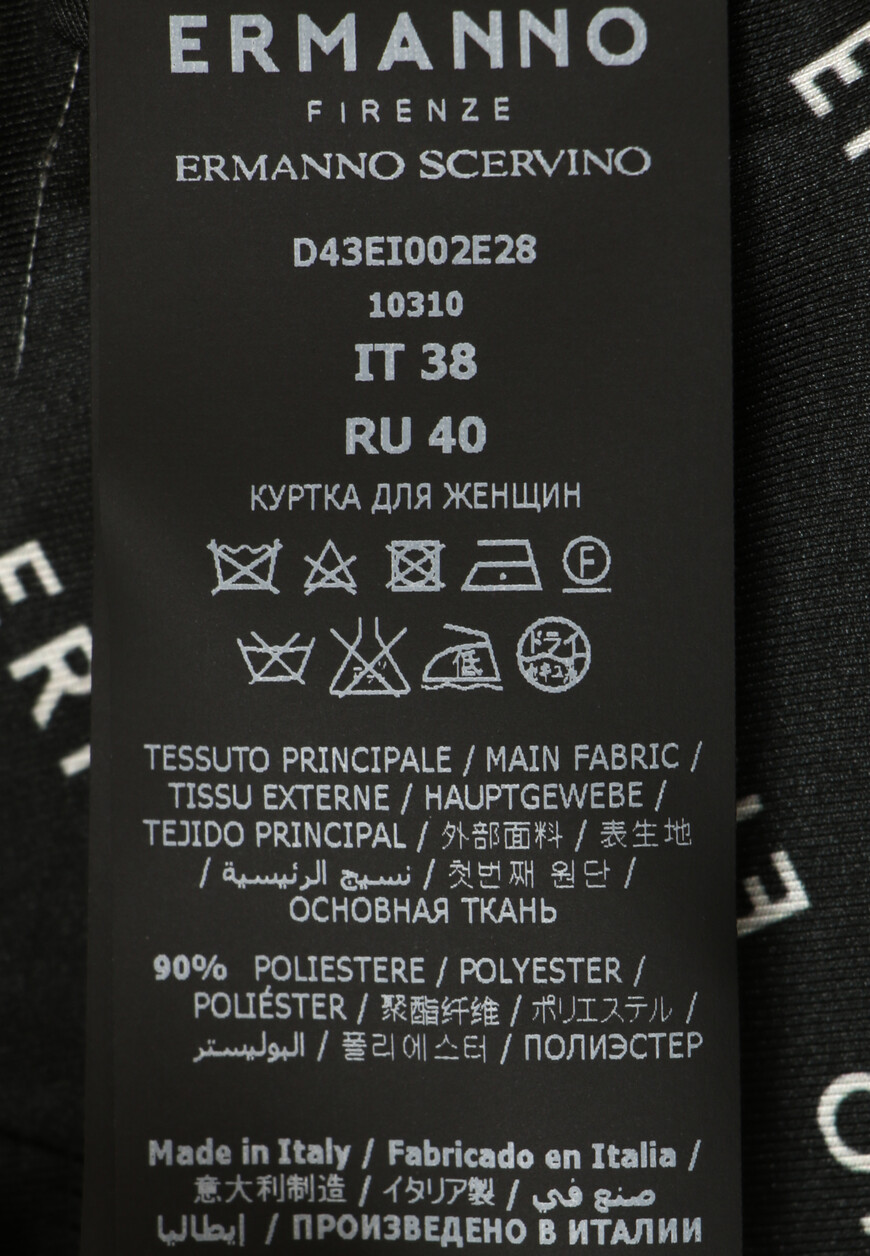 ERMANNO
FIRENZE
ERMANNO SCERVINO
D43EI002E28
10310
IT 38
RU 40
КУРТКА ДЛЯ ЖЕНЩИН
F
低
ドライ
TESSUTO PRINCIPALE / MAIN FABRIC /
TISSU EXTERNE / HAUPTGEWEBE /
TEJIDO PRINCIPAL / 外部面料 / 表生地
/ نسيج الرئيسية / 첫번째 원단 /
ОСНОВНАЯ ТКАНЬ
90% POLIESTERE / POLYESTER /
POLIÉSTER / 聚酯纤维 / ポリエステル /
البوليستر / 폴리에스터 / ПОЛИЭСТЕР
Made in Italy / Fabricado en Italia /
意大利制造 / イタリア製 / صنع في
إيطاليا / ПРОИЗВЕДЕНО В ИТАЛИИ